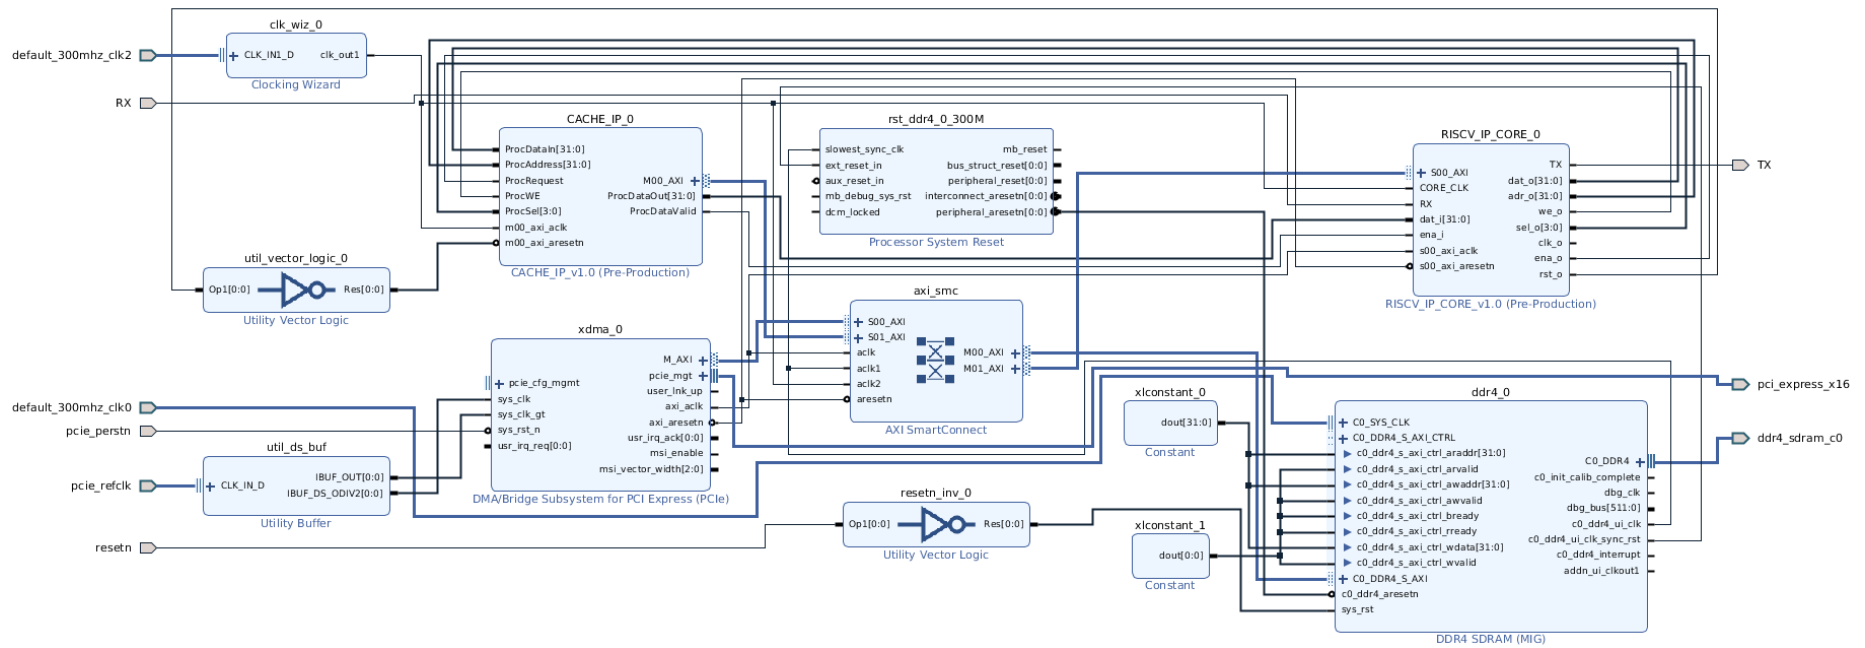 default_300mhz_clk2
RX
default_300mhz_clk0
pcie_perstn
pcie_refclk
resetn
clk_wiz_0
CLK_IN1_D
clk_out1
Clocking Wizard
util_vector_logic_0
Op1[0:0]
Res[0:0]
Utility Vector Logic
util_ds_buf
CLK_IN_D
IBUF_OUT[0:0]
IBUF_DS_ODIV2[0:0]
Utility Buffer
CACHE_IP_0
ProcDataIn[31:0]
ProcAddress[31:0]
ProcRequest
ProcWE
ProcSel[3:0]
m00_axi_aclk
m00_axi_aresetn
M00_AXI
ProcDataOut[31:0]
ProcDataValid
CACHE_IP_v1.0 (Pre-Production)
xdma_0
pcie_cfg_mgmt
sys_clk
sys_clk_gt
sys_rst_n
usr_irq_req[0:0]
M_AXI
pcie_mgt
user_lnk_up
axi_aclk
axi_aresetn
usr_irq_ack[0:0]
msi_enable
msi_vector_width[2:0]
DMA/Bridge Subsystem for PCI Express (PCIe)
rst_ddr4_0_300M
slowest_sync_clk
ext_reset_in
aux_reset_in
mb_debug_sys_rst
dcm_locked
mb_reset
bus_struct_reset[0:0]
peripheral_reset[0:0]
interconnect_aresetn[0:0]
peripheral_aresetn[0:0]
Processor System Reset
axi_smc
S00_AXI
S01_AXI
aclk
aclk1
aclk2
aresetn
M00_AXI
M01_AXI
AXI SmartConnect
resetn_inv_0
Op1[0:0]
Res[0:0]
Utility Vector Logic
xlconstant_0
dout[31:0]
Constant
xlconstant_1
dout[0:0]
Constant
RISCV_IP_CORE_0
S00_AXI
CORE_CLK
RX
dat_i[31:0]
ena_i
s00_axi_aclk
s00_axi_aresetn
TX
dat_o[31:0]
adr_o[31:0]
we_o
sel_o[3:0]
clk_o
ena_o
rst_o
RISCV_IP_CORE_v1.0 (Pre-Production)
ddr4_0
C0_SYS_CLK
C0_DDR4_S_AXI_CTRL
c0_ddr4_s_axi_ctrl_araddr[31:0]
c0_ddr4_s_axi_ctrl_arvalid
c0_ddr4_s_axi_ctrl_awaddr[31:0]
c0_ddr4_s_axi_ctrl_awvalid
c0_ddr4_s_axi_ctrl_bready
c0_ddr4_s_axi_ctrl_rready
c0_ddr4_s_axi_ctrl_wdata[31:0]
c0_ddr4_s_axi_ctrl_wvalid
C0_DDR4_S_AXI
c0_ddr4_aresetn
sys_rst
C0_DDR4
c0_init_calib_complete
dbg_clk
dbg_bus[511:0]
c0_ddr4_ui_clk
c0_ddr4_ui_clk_sync_rst
c0_ddr4_interrupt
addn_ui_clkout1
DDR4 SDRAM (MIG)
TX
pci_express_x16
ddr4_sdram_c0